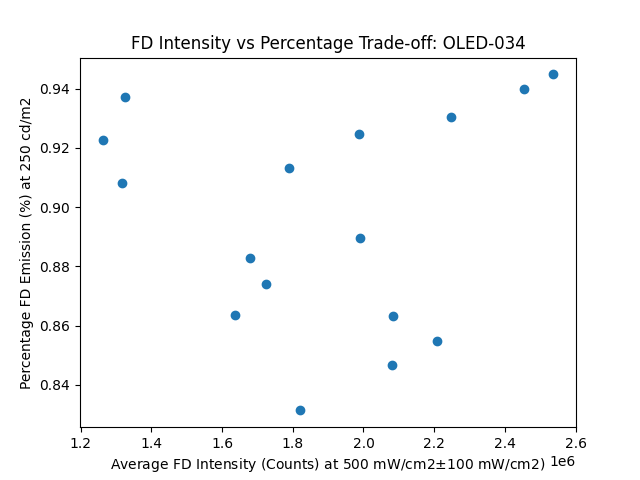 FD Intensity vs Percentage Trade-off: OLED-034
Percentage FD Emission (%) at 250 cd/m2
0.94
0.92
0.90
0.88
0.86
0.84
1.2 1.4 1.6 1.8 2.0 2.2 2.4 2.6
1e6
Average FD Intensity (Counts) at 500 mW/cm2±100 mW/cm2)